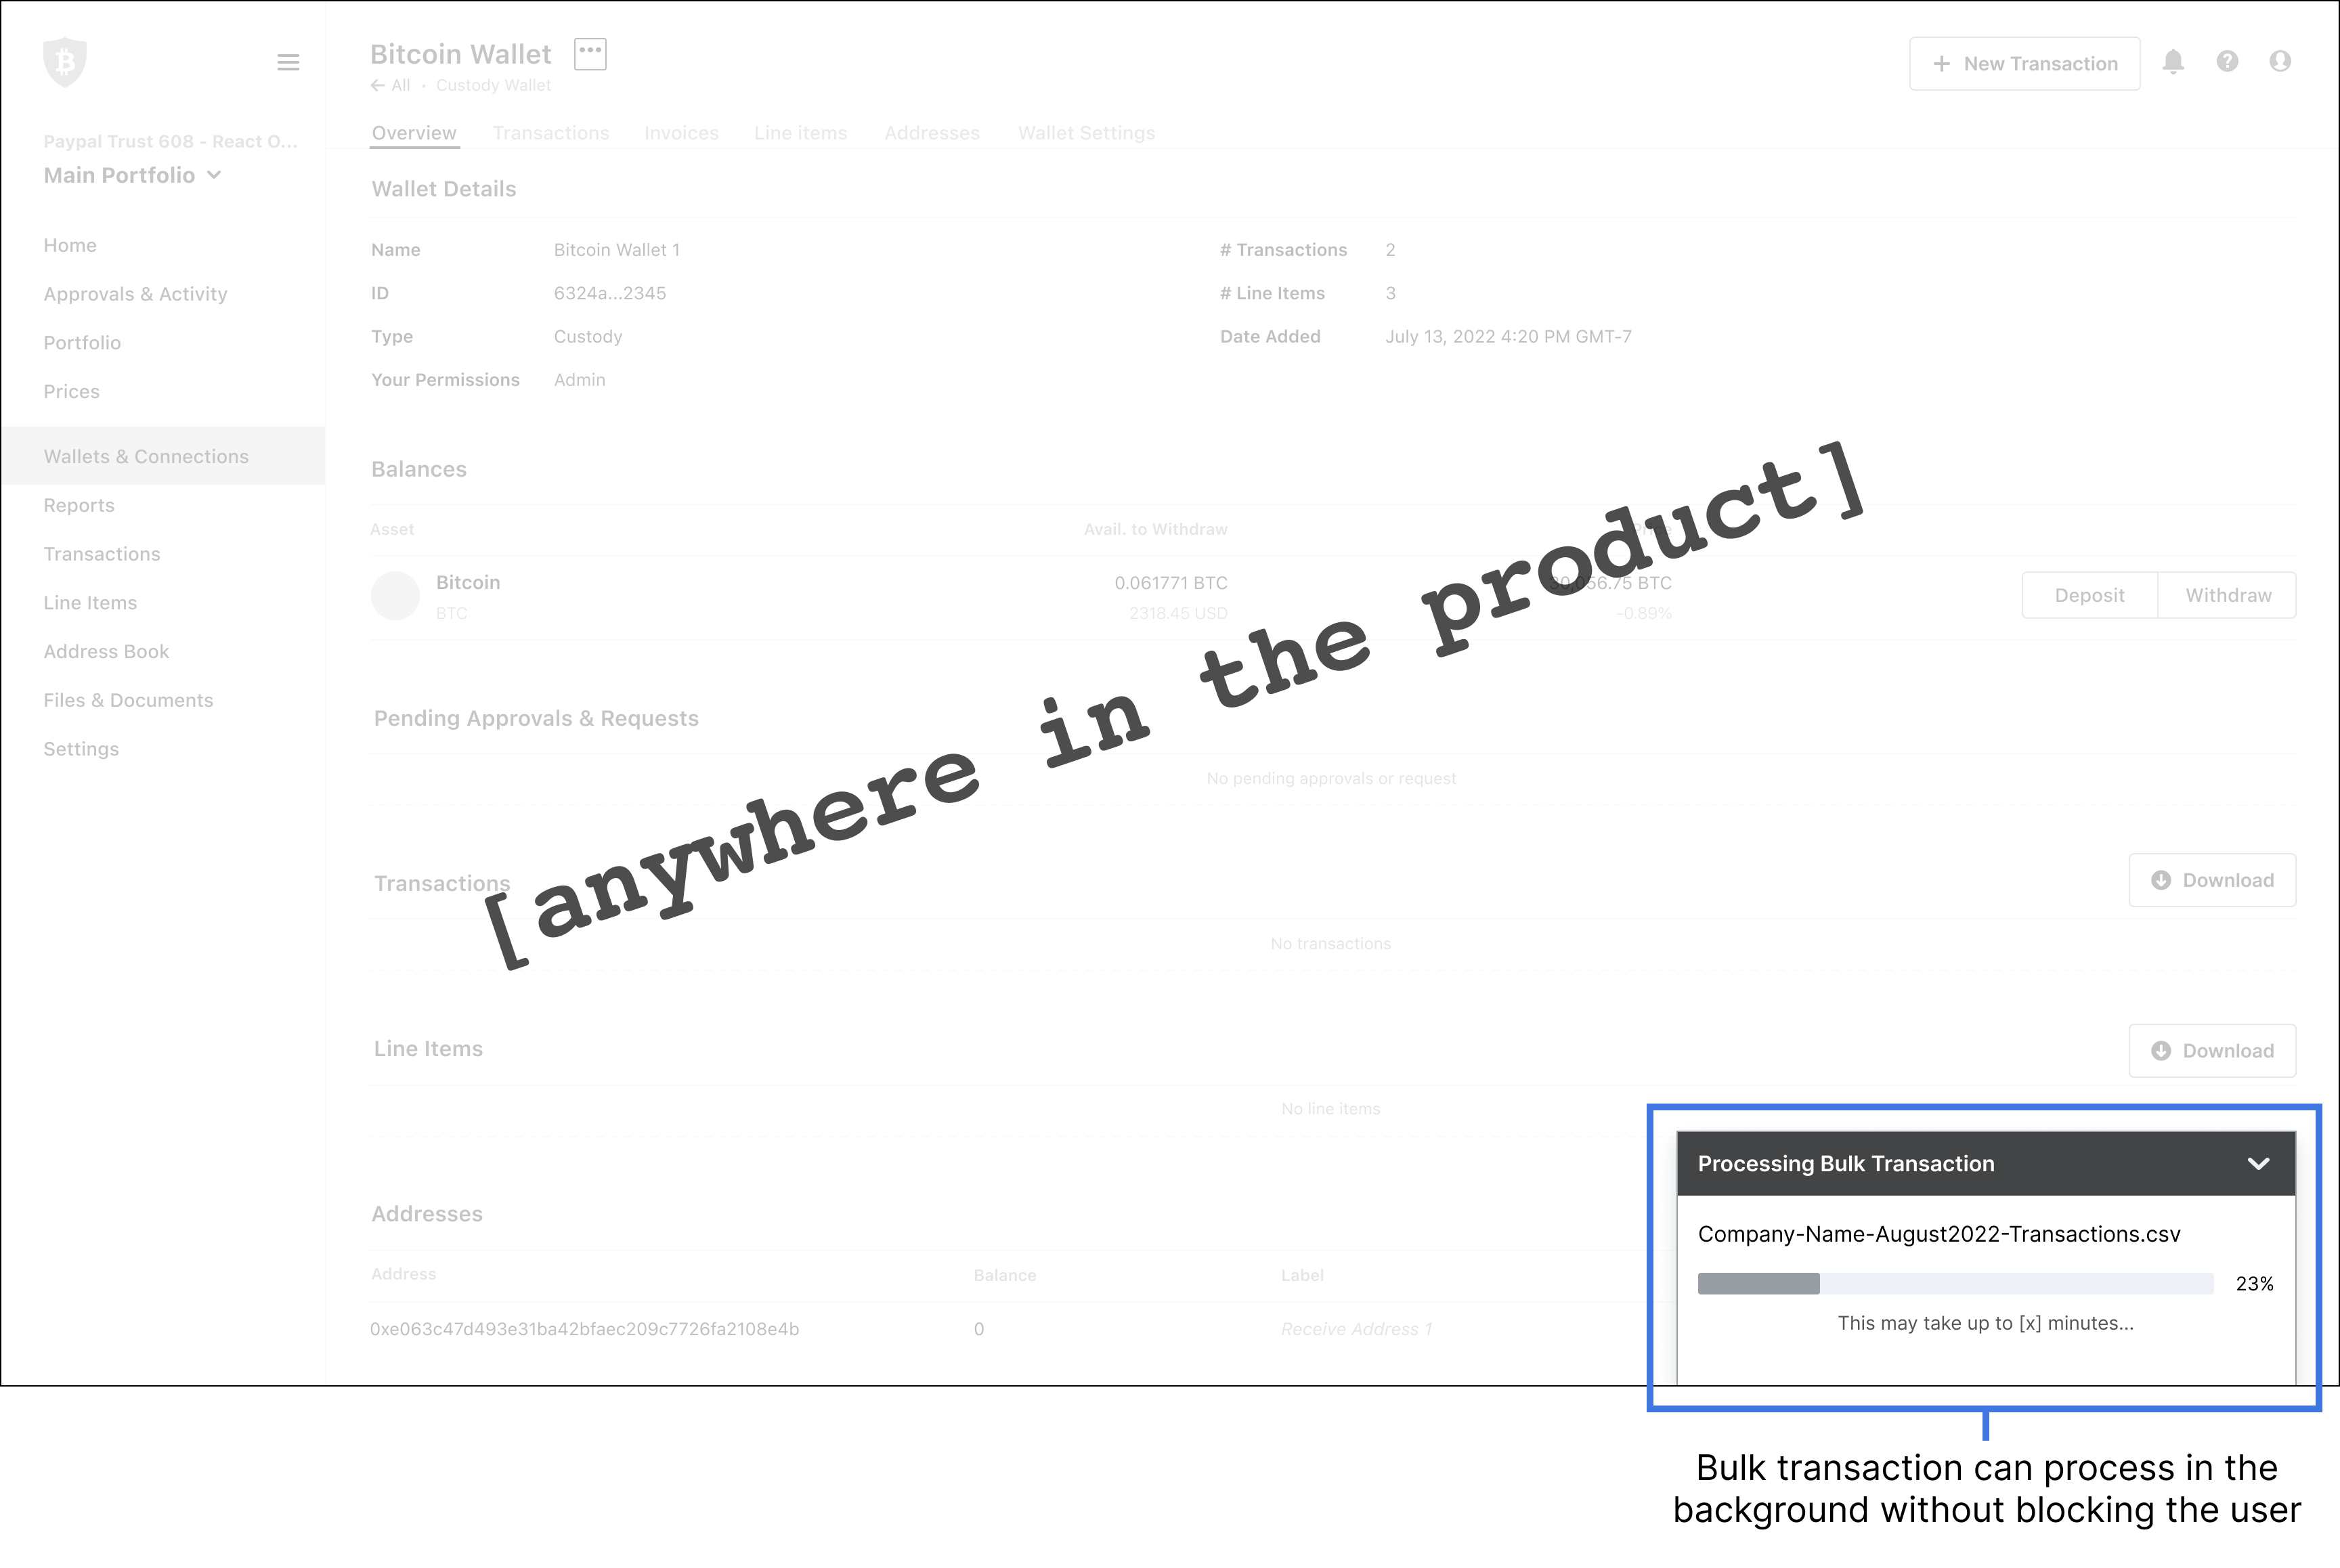 Paypal Trust 608 - React O...
Main Portfolio
Home
Approvals & Activity
Portfolio
Prices
Wallets & Connections
Reports
Transactions
Line Items
Address Book
Files & Documents
Settings
Bitcoin Wallet
← All • Custody Wallet
+ New Transaction
Overview Transactions Invoices Line items Addresses Wallet Settings
Wallet Details
Name Bitcoin Wallet 1 # Transactions 2
ID 6324a...2345 # Line Items 3
Type Custody Date Added July 13, 2022 4:20 PM GMT-7
Your Permissions Admin
Balances
Asset Avail. to Withdraw
Bitcoin 0.061771 BTC BTC Deposit Withdraw
BTC 2318.45 USD -0.89%
[anywhere in the product]
Pending Approvals & Requests
No pending approvals or request
Transactions Download
No transactions
Line Items Download
No line items
Addresses
Address Balance Label
0xe063c47d493e31ba42bfaec209c7726fa2108e4b 0 Receive Address 1
Processing Bulk Transaction
Company-Name-August2022-Transactions.csv
23%
This may take up to [x] minutes...
Bulk transaction can process in the
background without blocking the user